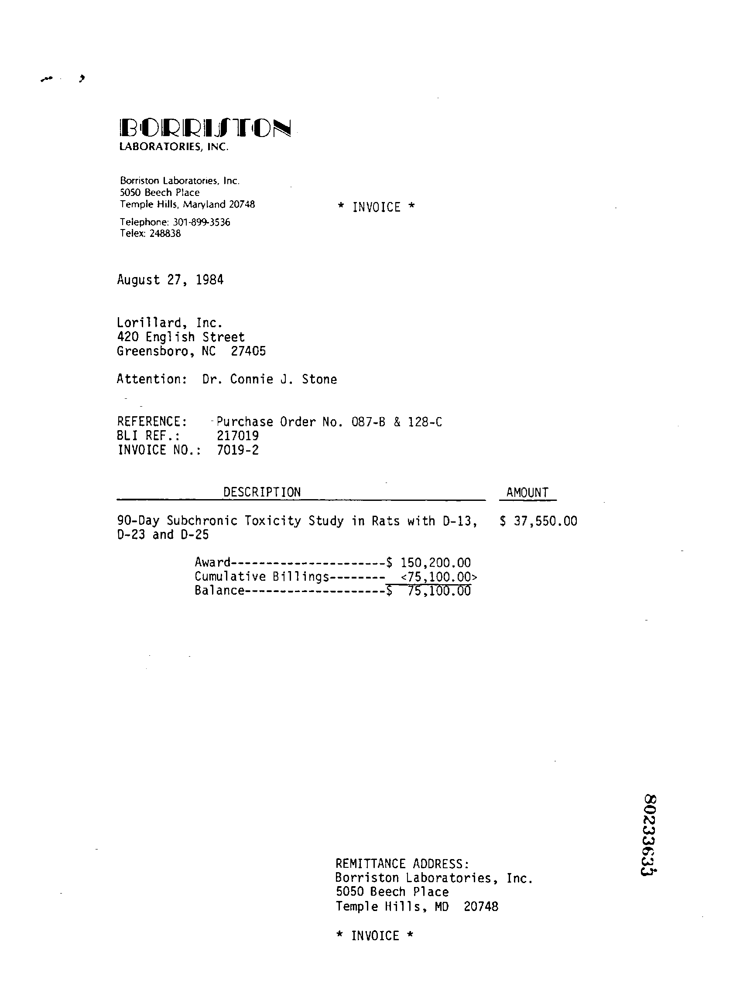 BORRISTON
LABORATORIES, INC.
Borriston Laboratories, Inc.
5050 Beech Place
Temple Hills, Maryland 20748
* INVOICE *
Telephone: 301-899-3536
Telex: 248838
August 27, 1984
Lorillard, Inc.
420 English Street
Greensboro, NC 27405
Attention: Dr. Connie J. Stone
REFERENCE: Purchase Order No. 087-B & 128-C
BLI REF.: 217019
INVOICE NO.: 7019-2
DESCRIPTION AMOUNT
90-Day Subchronic Toxicity Study in Rats with D-13, $ 37,550.00
D-23 and D-25
Award----------------------$ 150,200.00
Cumulative Billings-------- <75,100.00>
Balance--------------------$ 75,100.00
80233635
REMITTANCE ADDRESS:
Borriston Laboratories, Inc.
5050 Beech Place
Temple Hills, MD 20748
* INVOICE *